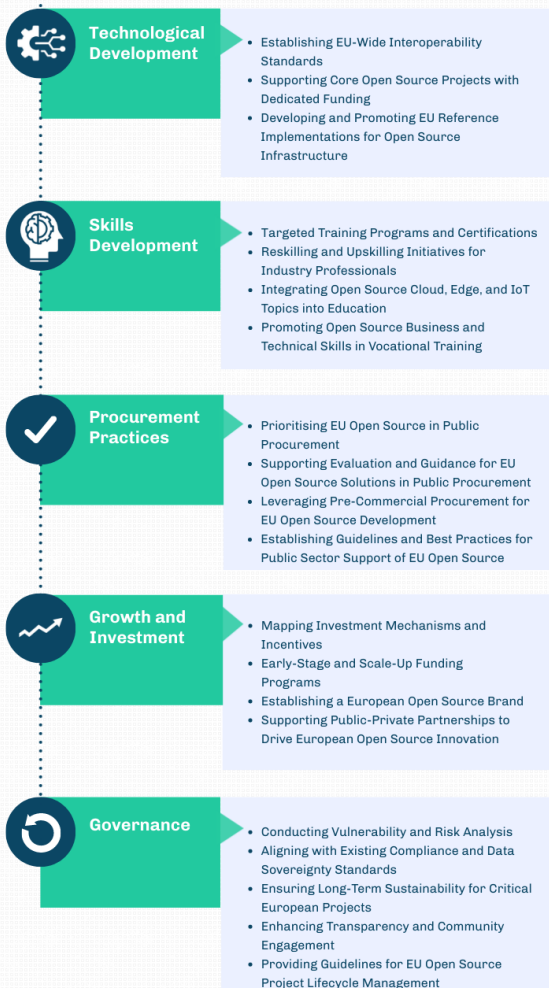 Technological
Development
• Establishing EU-Wide Interoperability
Standards
• Supporting Core Open Source Projects with
Dedicated Funding
• Developing and Promoting EU Reference
Implementations for Open Source
Infrastructure
Skills
Development
• Targeted Training Programs and Certifications
• Reskilling and Upskilling Initiatives for
Industry Professionals
• Integrating Open Source Cloud, Edge, and IoT
Topics into Education
• Promoting Open Source Business and
Technical Skills in Vocational Training
Procurement
Practices
• Prioritising EU Open Source in Public
Procurement
• Supporting Evaluation and Guidance for EU
Open Source Solutions in Public Procurement
• Leveraging Pre-Commercial Procurement for
EU Open Source Development
• Establishing Guidelines and Best Practices for
Public Sector Support of EU Open Source
Growth and
Investment
• Mapping Investment Mechanisms and
Incentives
• Early-Stage and Scale-Up Funding
Programs
• Establishing a European Open Source Brand
• Supporting Public-Private Partnerships to
Drive European Open Source Innovation
Governance
• Conducting Vulnerability and Risk Analysis
• Aligning with Existing Compliance and Data
Sovereignty Standards
• Ensuring Long-Term Sustainability for Critical
European Projects
• Enhancing Transparency and Community
Engagement
• Providing Guidelines for EU Open Source
Project Lifecycle Management